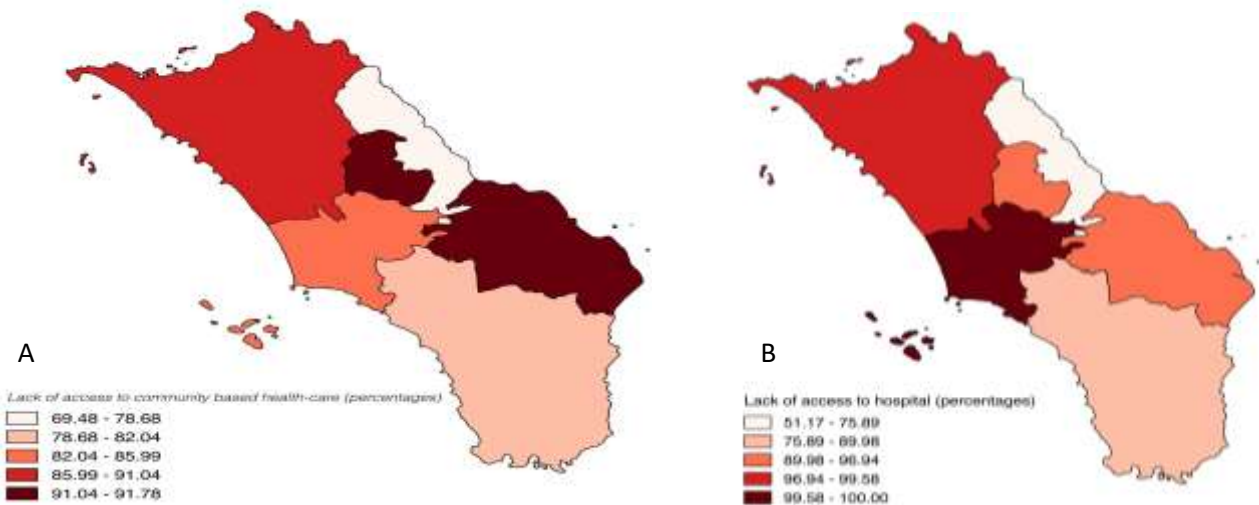 A
Lack of access to community based health-care (percentages)
69.48 - 78.68
78.68 - 82.04
82.04 - 85.99
85.99 - 91.04
91.04 - 91.78
B
Lack of access to hospital (percentages)
51.17 - 75.89
75.89 - 89.98
89.98 - 96.94
96.94 - 99.58
99.58 - 100.00